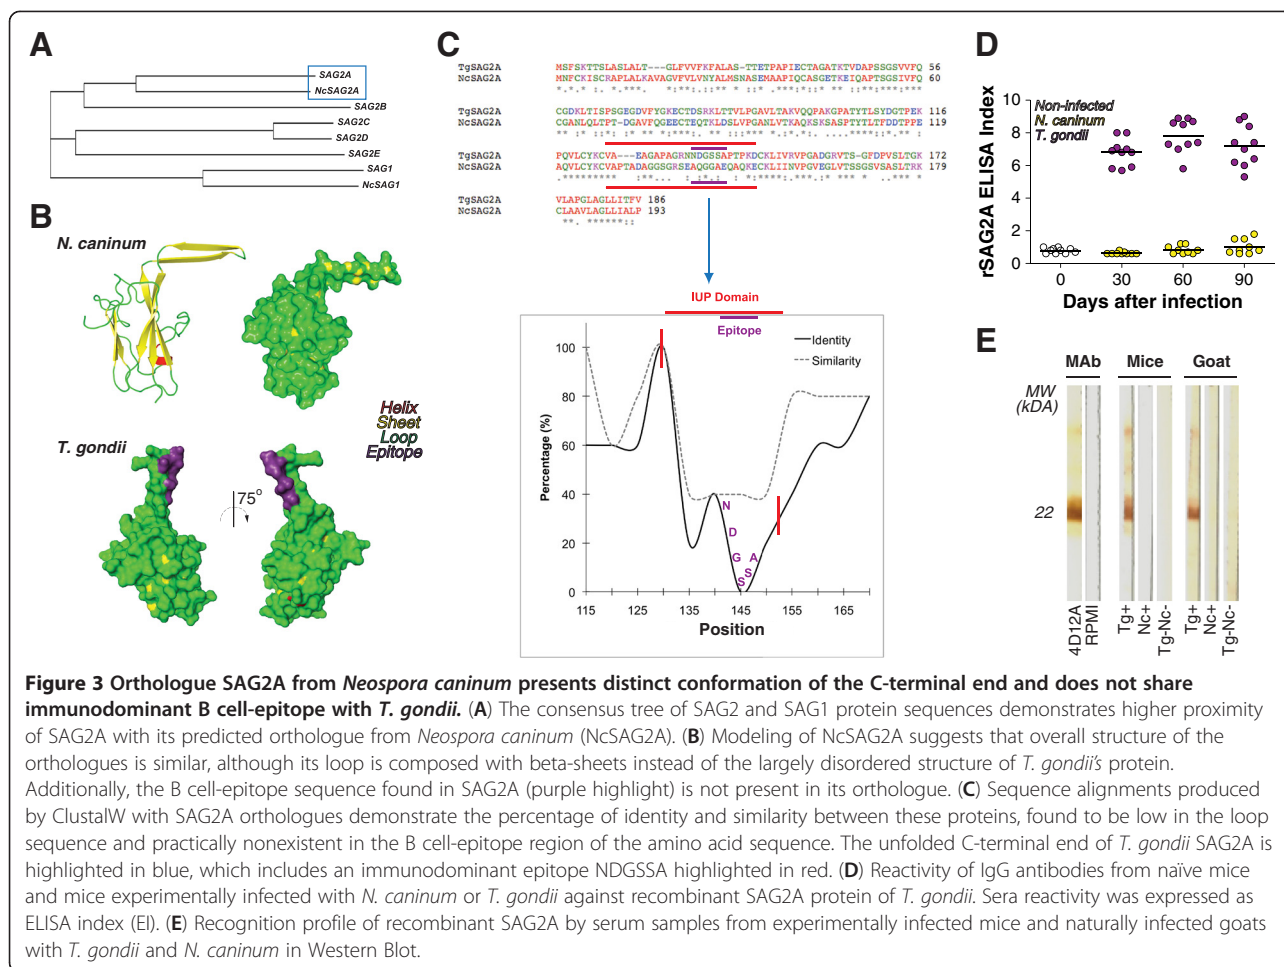 A
SAG2A
NcSAG2A
SAG2B
SAG2C
SAG2D
SAG2E
SAG1
NcSAG1
B
N. caninum
Helix
Sheet
Loop
Epitope
T. gondii
75°
C
TgSAG2A MSFSKTTSLASLALTG---LFVVFKFALAS-TTETPAPIECTAGATKTVDAPSSGSVVFQ 56
NcSAG2A MNFCKISCRAPLALKAVAVGFVLVNYALMSNASEMAAPIQCASGETKEIQAPTSGSIVFQ 60
TgSAG2A CGDKLTISPSGEGDVFYGKECTDSRKLTTVLPGAVLTAKVQQPAKGPATYTLSYDGTPEK 116
NcSAG2A CGANLQLTPT-DGAVFQGEECTEQKMLDSLVPGANLVTKAQKSKSASPTYTLTFDDTPPE 119
TgSAG2A PQVLCYKCVA---EAGAPAGRNNDGSSAPTPKDCKLIVRVPGADGRVTS-GFDPVSLTGK 172
NcSAG2A AQVLCYKCVAPTADAGGSGRSEAQGGAEQAQKECKLIINVPGVEGLVTSSGVSALSLTRK 179
TgSAG2A VLAPGLAGLLITFV 186
NcSAG2A CLAAVLAGLLIALP 193
IUP Domain
Epitope
Identity
Similarity
100
80
60
40
20
0
Percentage (%)
N
D
G
S
S
A
115 135 145 155 165
Position
D
rSAG2A ELISA Index
10
8
6
4
2
0
Non-infected
N. caninum
T. gondii
0 30 60 90
Days after infection
E
MAb Mice Goat
MW
(kDA)
22
4D12A
RPMI
Tg+
Nc+
Tg-Nc-
Tg+
Nc+
Tg-Nc-
Figure 3 Orthologue SAG2A from Neospora caninum presents distinct conformation of the C-terminal end and does not share
immunodominant B cell-epitope with T. gondii. (A) The consensus tree of SAG2 and SAG1 protein sequences demonstrates higher proximity
of SAG2A with its predicted orthologue from Neospora caninum (NcSAG2A). (B) Modeling of NcSAG2A suggests that overall structure of the
orthologues is similar, although its loop is composed with beta-sheets instead of the largely disordered structure of T. gondii's protein.
Additionally, the B cell-epitope sequence found in SAG2A (purple highlight) is not present in its orthologue. (C) Sequence alignments produced
by ClustalW with SAG2A orthologues demonstrate the percentage of identity and similarity between these proteins, found to be low in the loop
sequence and practically nonexistent in the B cell-epitope region of the amino acid sequence. The unfolded C-terminal end of T. gondii SAG2A is
highlighted in blue, which includes an immunodominant epitope NDGSSA highlighted in red. (D) Reactivity of IgG antibodies from naïve mice
and mice experimentally infected with N. caninum or T. gondii against recombinant SAG2A protein of T. gondii. Sera reactivity was expressed as
ELISA index (EI). (E) Recognition profile of recombinant SAG2A by serum samples from experimentally infected mice and naturally infected goats
with T. gondii and N. caninum in Western Blot.